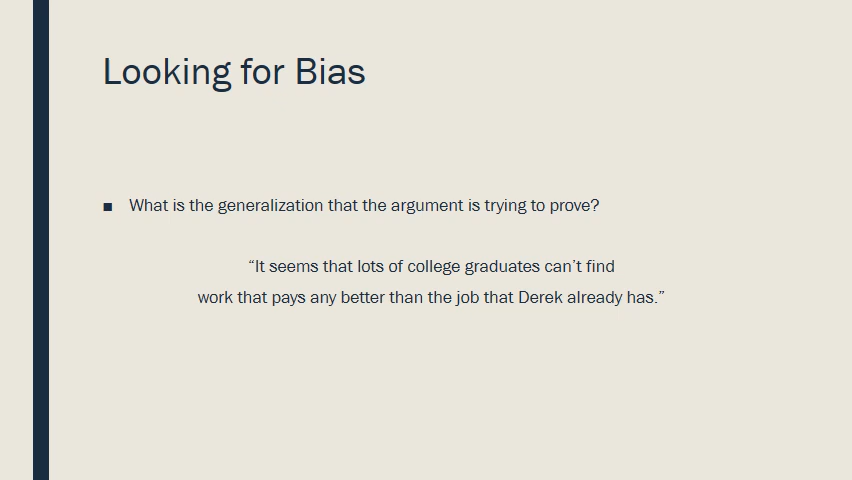 Looking for Bias
■ What is the generalization that the argument is trying to prove?
“It seems that lots of college graduates can’t find
work that pays any better than the job that Derek already has.”